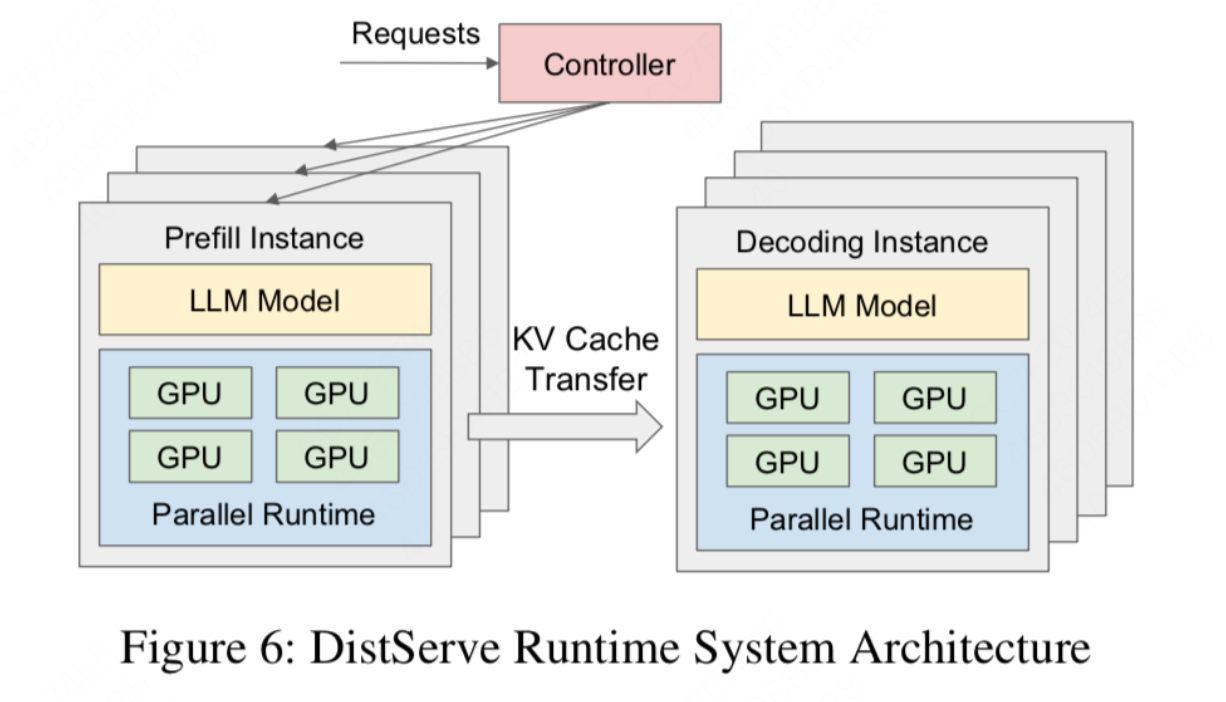 Requests
Controller
Prefill Instance
LLM Model
GPU GPU
GPU GPU
Parallel Runtime
KV Cache
Transfer
Decoding Instance
LLM Model
GPU GPU
GPU GPU
Parallel Runtime
Figure 6: DistServe Runtime System Architecture